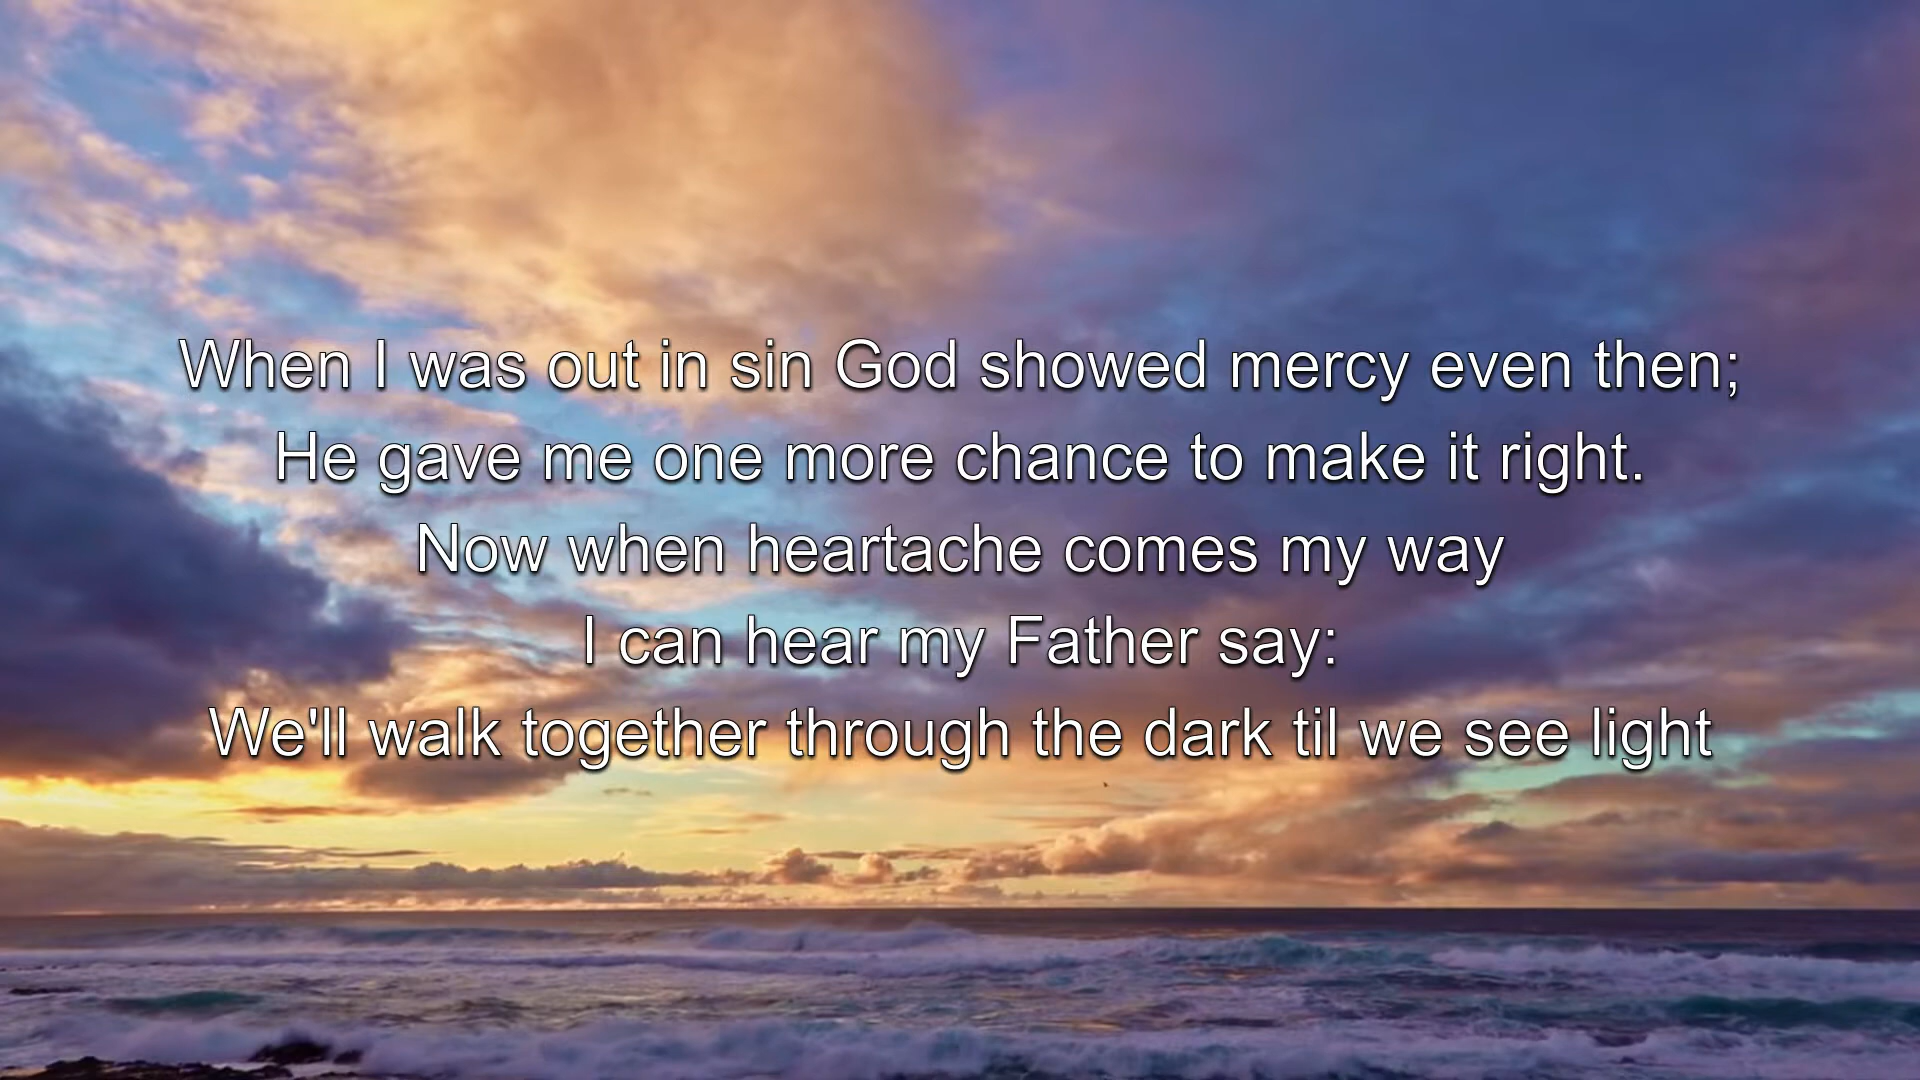 When I was out in sin God showed mercy even then;
He gave me one more chance to make it right.
Now when heartache comes my way
I can hear my Father say:
We'll walk together through the dark til we see light